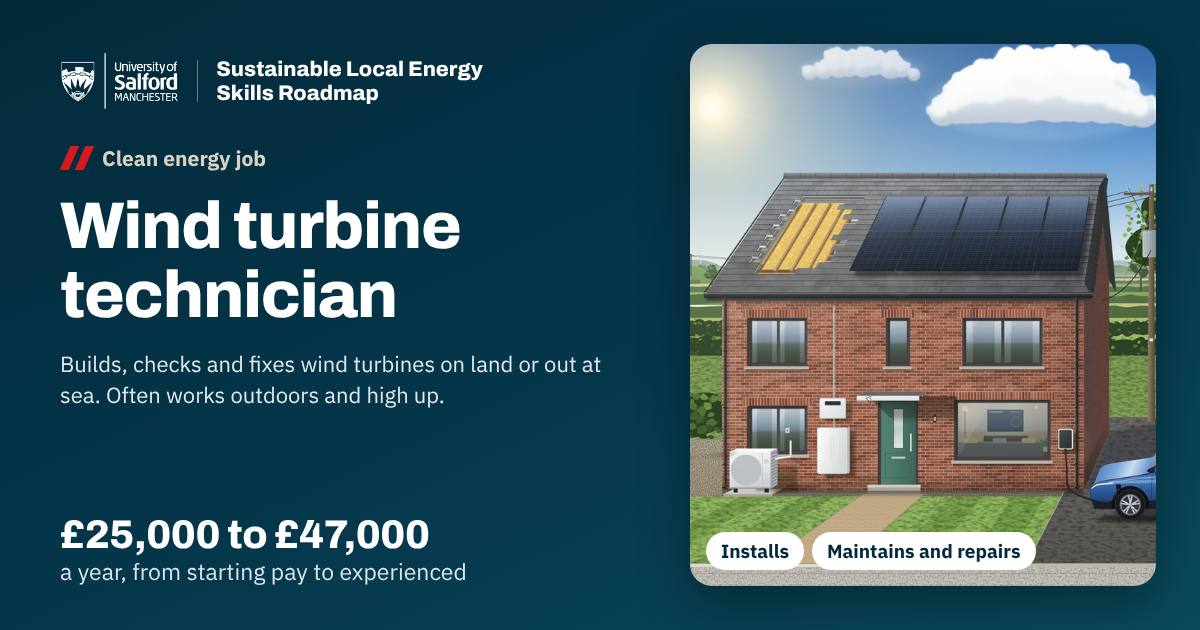 University of
Salford
MANCHESTER
Sustainable Local Energy
Skills Roadmap
Clean energy job
Wind turbine
technician
Builds, checks and fixes wind turbines on land or out at
sea. Often works outdoors and high up.
£25,000 to £47,000
a year, from starting pay to experienced
Installs
Maintains and repairs